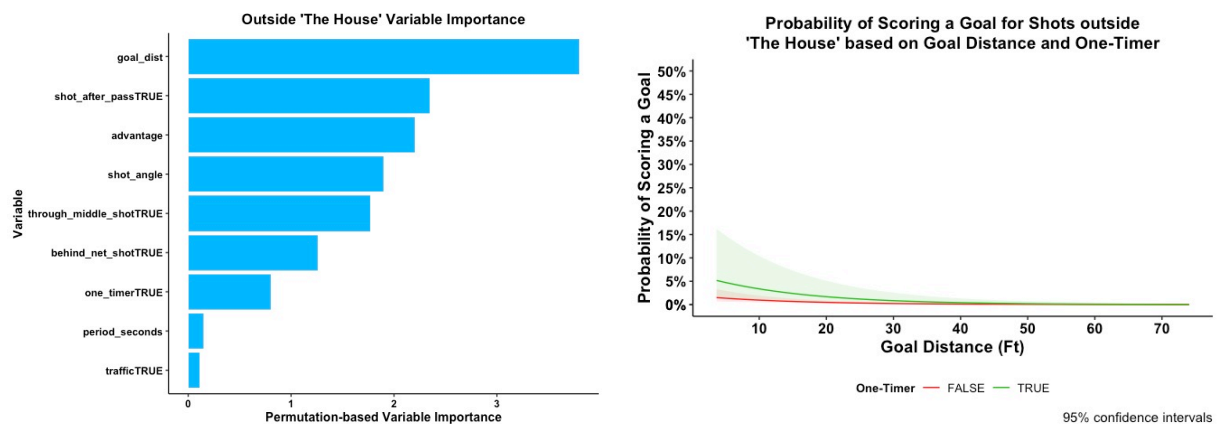 Outside 'The House' Variable Importance
Variable
goal_dist
shot_after_passTRUE
advantage
shot_angle
through_middle_shotTRUE
behind_net_shotTRUE
one_timerTRUE
period_seconds
trafficTRUE
0 1 2 3
Permutation-based Variable Importance
Probability of Scoring a Goal for Shots outside
'The House' based on Goal Distance and One-Timer
Probability of Scoring a Goal
50%
45%
40%
35%
30%
25%
20%
15%
10%
5%
0%
10 20 30 40 50 60 70
Goal Distance (Ft)
One-Timer FALSE TRUE
95% confidence intervals